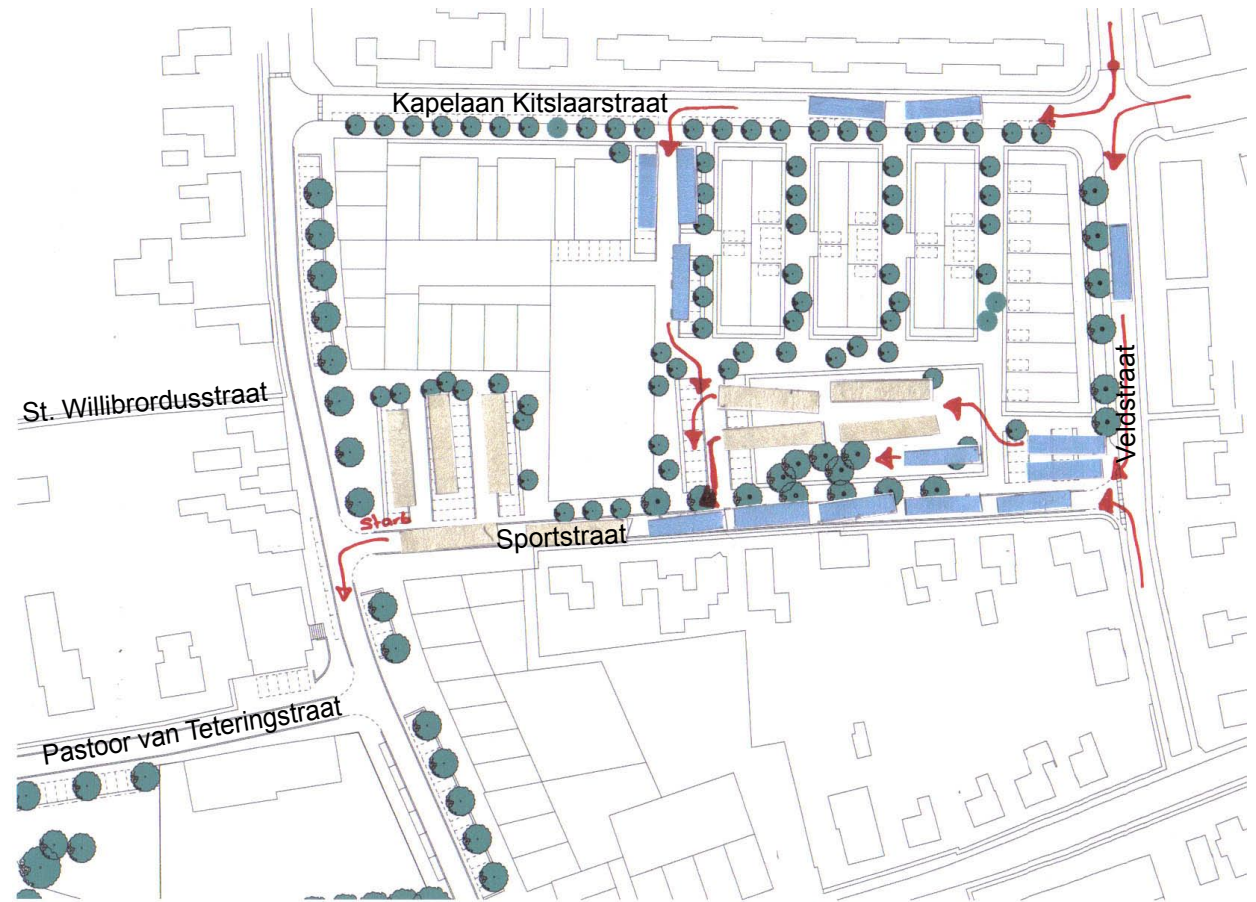 Kapelaan Kitslaarstraat
St. Willibrordusstraat
Veldstraat
Start
Sportstraat
Pastoor van Teteringstraat